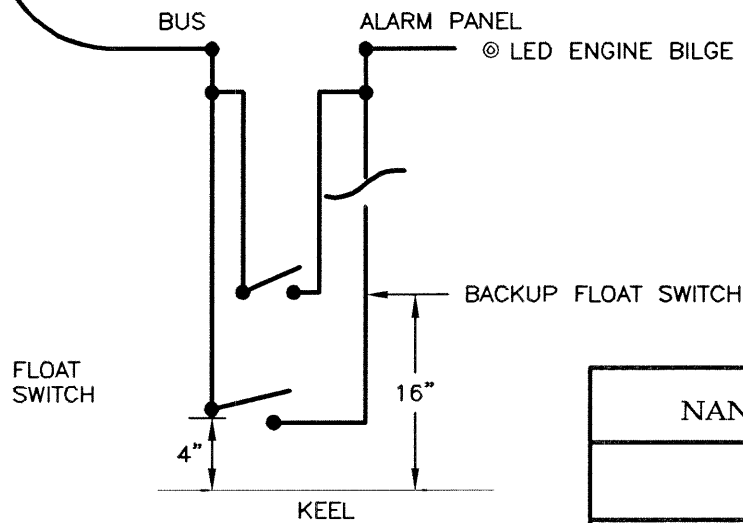 BUS
ALARM PANEL
◎ LED ENGINE BILGE
BACKUP FLOAT SWITCH
FLOAT
SWITCH
16"
4"
KEEL
NAN